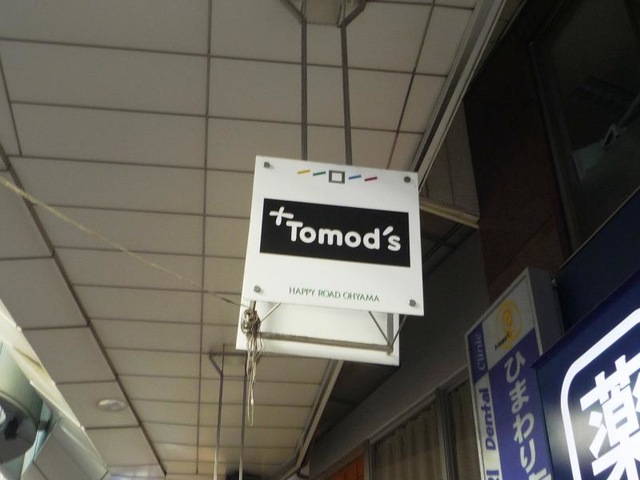 +Tomod's
HAPPY ROAD OHYAMA
Dental Clinic
ひまわり
薬